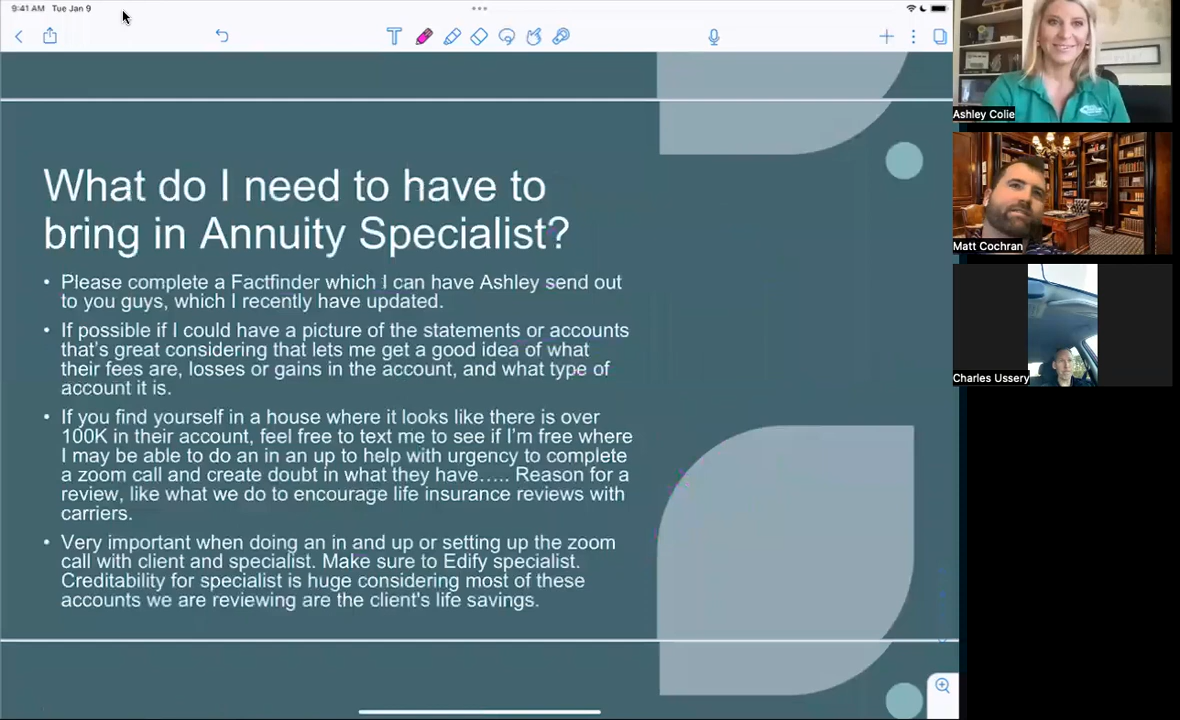 9:41 AM Tue Jan 9
What do I need to have to
bring in Annuity Specialist?
• Please complete a Factfinder which I can have Ashley send out
to you guys, which I recently have updated.
• If possible if I could have a picture of the statements or accounts
that's great considering that lets me get a good idea of what
their fees are, losses or gains in the account, and what type of
account it is.
• If you find yourself in a house where it looks like there is over
100K in their account, feel free to text me to see if I'm free where
I may be able to do an in an up to help with urgency to complete
a zoom call and create doubt in what they have..... Reason for a
review, like what we do to encourage life insurance reviews with
carriers.
• Very important when doing an in and up or setting up the zoom
call with client and specialist. Make sure to Edify specialist.
Creditability for specialist is huge considering most of these
accounts we are reviewing are the client's life savings.
Ashley Colie
Matt Cochran
Charles Ussery